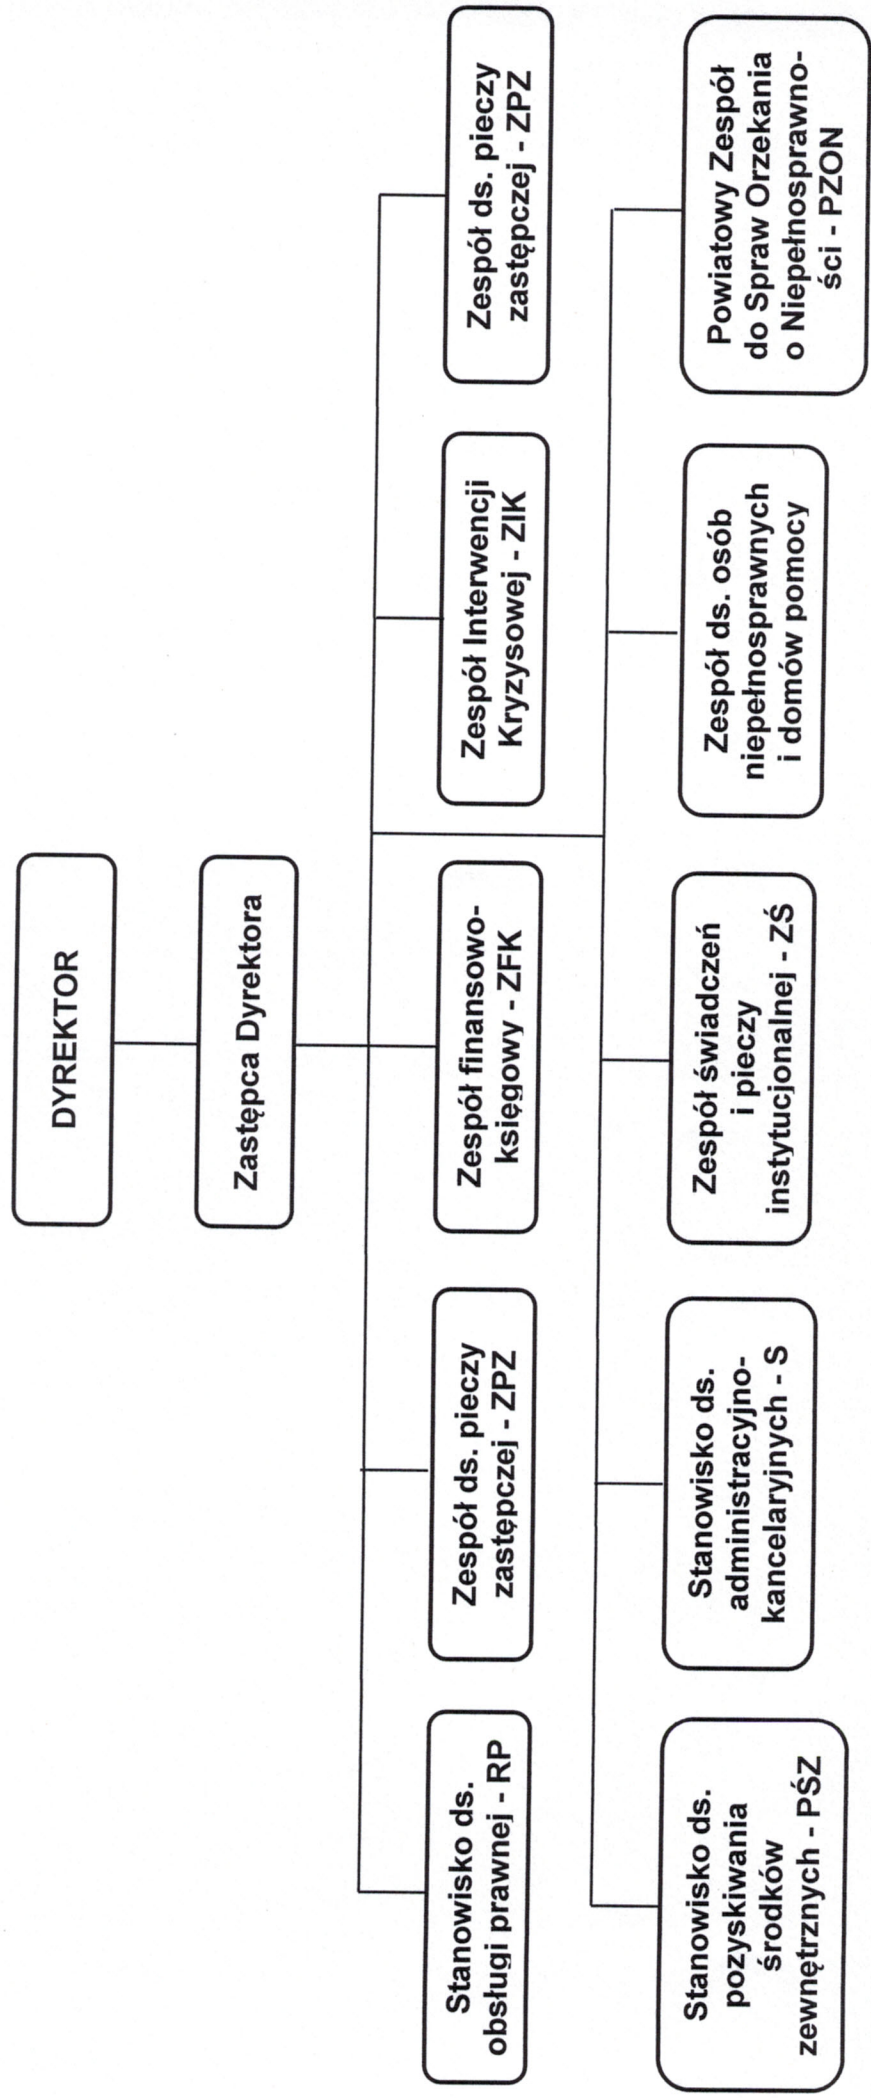 DYREKTOR
Zastępca Dyrektora
Stanowisko ds.
obsługi prawnej - RP
Zespół ds. pieczy
zastępczej - ZPZ
Zespół finansowo-
księgowy - ZFK
Zespół Interwencji
Kryzysowej - ZIK
Zespół ds. pieczy
zastępczej - ZPZ
Stanowisko ds.
pozyskiwania
środków
zewnętrznych - PŚZ
Stanowisko ds.
administracyjno-
kancelaryjnych - S
Zespół świadczeń
i pieczy
instytucjonalnej - ZŚ
Zespół ds. osób
niepełnosprawnych
i domów pomocy
Powiatowy Zespół
do Spraw Orzekania
o Niepełnosprawno-
ści - PZON